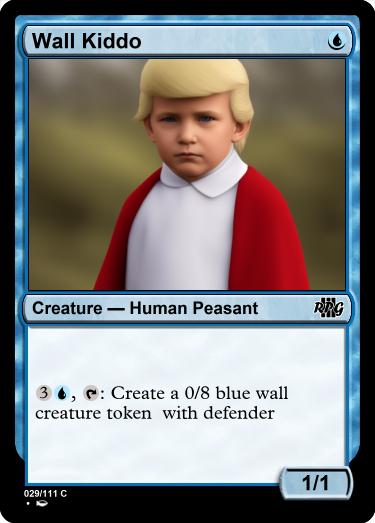 Wall Kiddo
Creature — Human Peasant
RPG
3, : Create a 0/8 blue wall
creature token  with defender
1/1
029/111 C